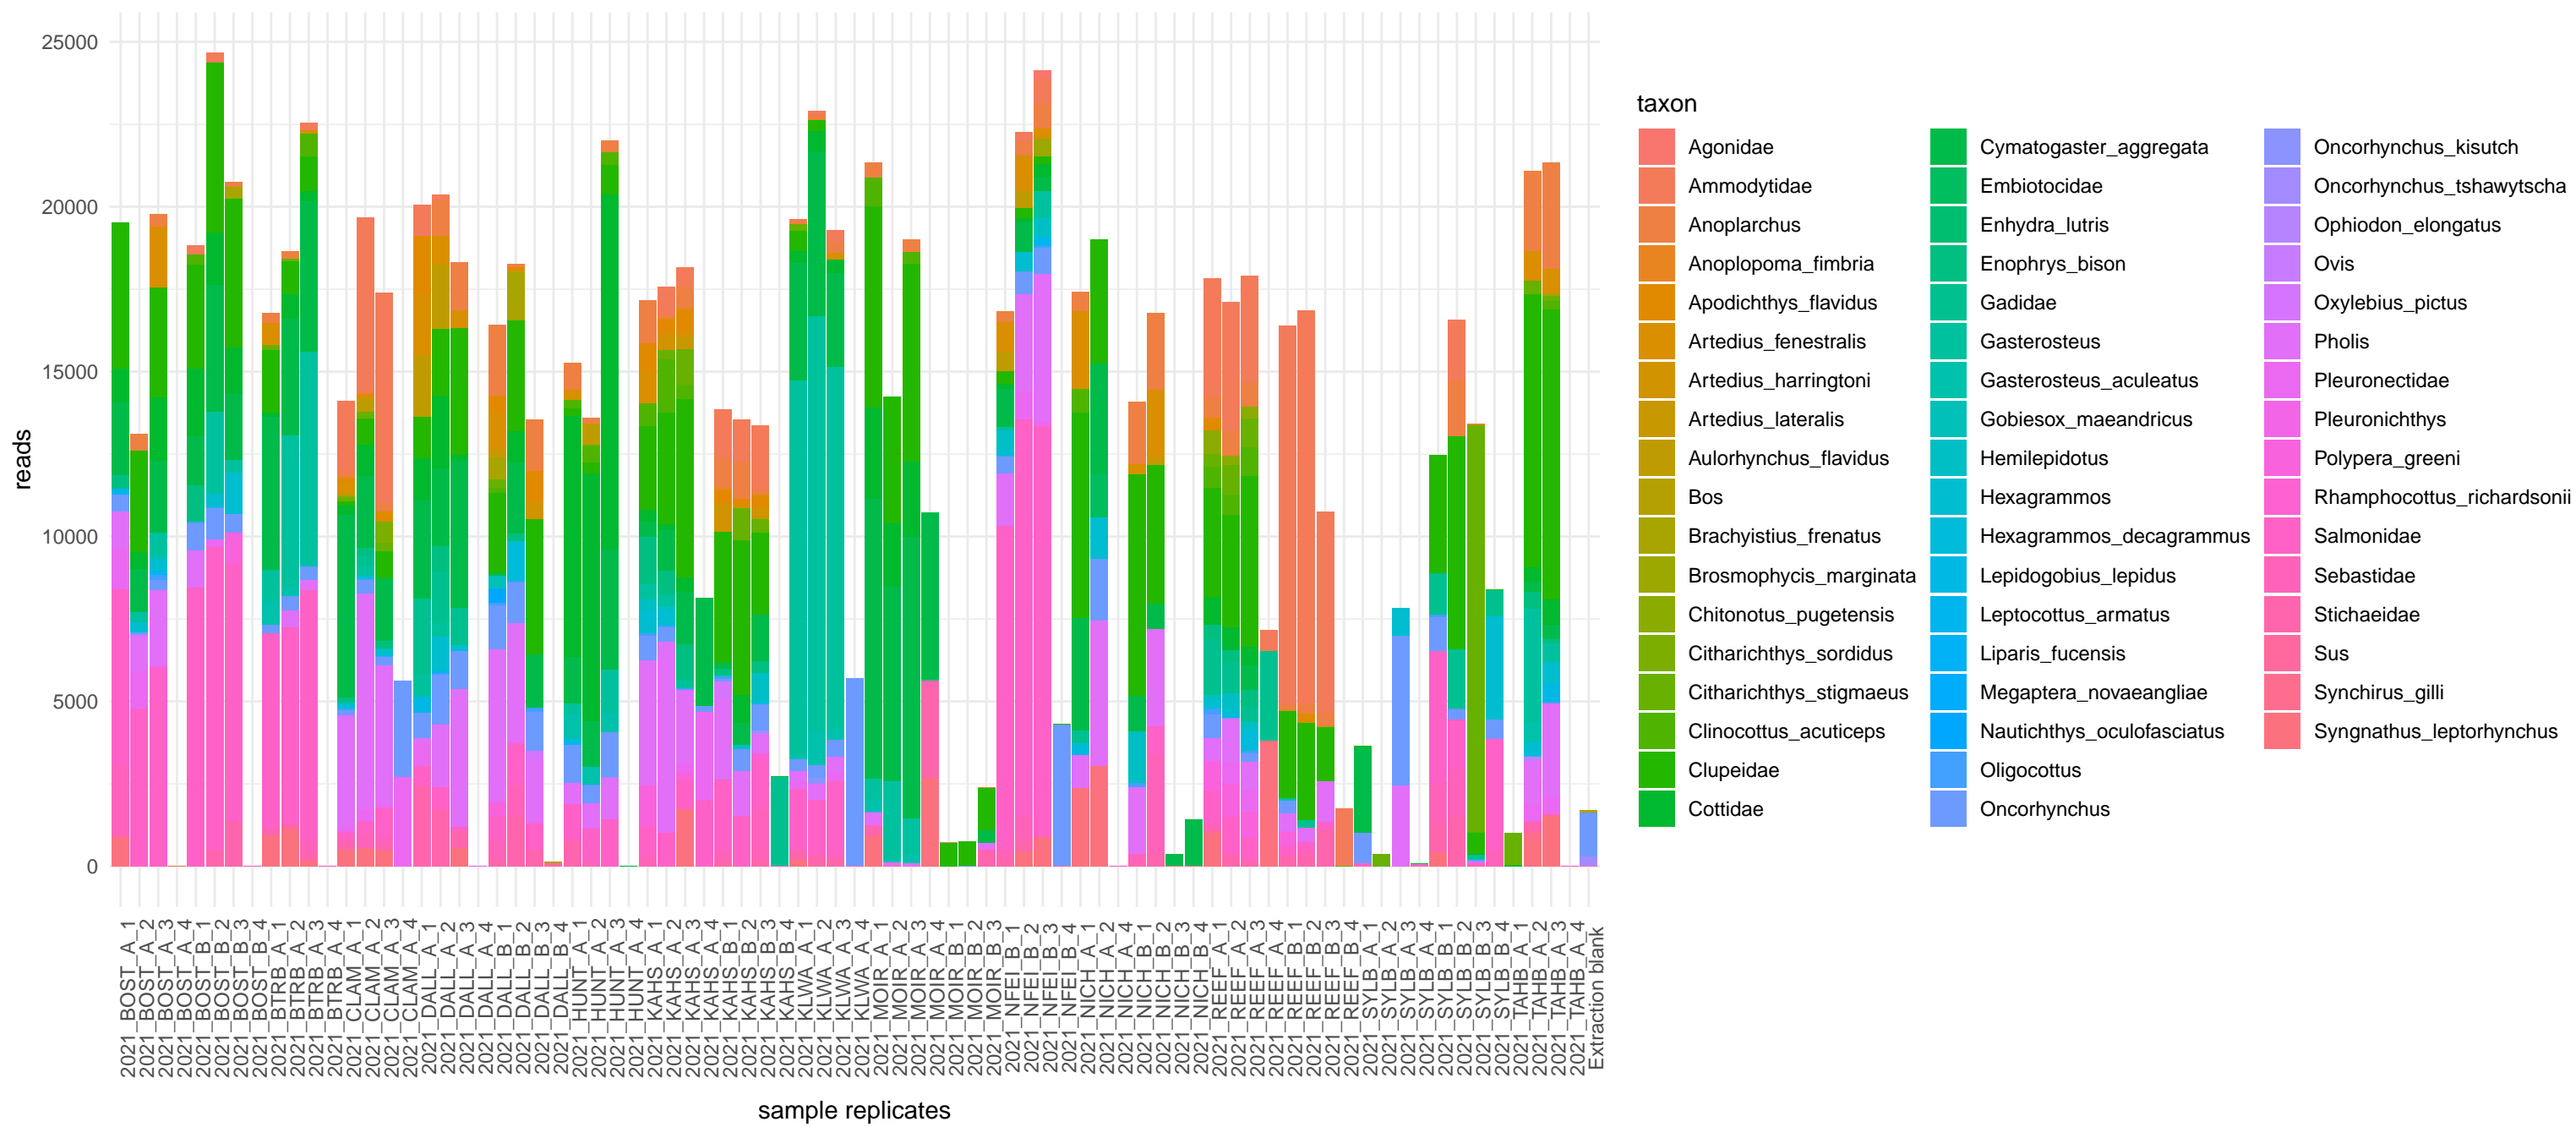 25000
20000
15000
10000
5000
0
reads
2021_BOST_A_1
2021_BOST_A_2
2021_BOST_A_3
2021_BOST_A_4
2021_BOST_B_1
2021_BOST_B_2
2021_BOST_B_3
2021_BOST_B_4
2021_BTRB_A_1
2021_BTRB_A_2
2021_BTRB_A_3
2021_BTRB_A_4
2021_CLAM_A_1
2021_CLAM_A_2
2021_CLAM_A_3
2021_CLAM_A_4
2021_DALL_A_1
2021_DALL_A_2
2021_DALL_A_3
2021_DALL_A_4
2021_DALL_B_1
2021_DALL_B_2
2021_DALL_B_3
2021_DALL_B_4
2021_HUNT_A_1
2021_HUNT_A_2
2021_HUNT_A_3
2021_HUNT_A_4
2021_KAHS_A_1
2021_KAHS_A_2
2021_KAHS_A_3
2021_KAHS_A_4
2021_KAHS_B_1
2021_KAHS_B_2
2021_KAHS_B_3
2021_KAHS_B_4
2021_KLWA_A_1
2021_KLWA_A_2
2021_KLWA_A_3
2021_KLWA_A_4
2021_MOIR_A_1
2021_MOIR_A_2
2021_MOIR_A_3
2021_MOIR_A_4
2021_MOIR_B_1
2021_MOIR_B_2
2021_MOIR_B_3
2021_NFEI_B_1
2021_NFEI_B_2
2021_NFEI_B_3
2021_NFEI_B_4
2021_NICH_A_1
2021_NICH_A_2
2021_NICH_A_4
2021_NICH_B_1
2021_NICH_B_2
2021_NICH_B_3
2021_NICH_B_4
2021_REEF_A_1
2021_REEF_A_2
2021_REEF_A_3
2021_REEF_A_4
2021_REEF_B_1
2021_REEF_B_2
2021_REEF_B_3
2021_REEF_B_4
2021_SYLB_A_1
2021_SYLB_A_2
2021_SYLB_A_3
2021_SYLB_A_4
2021_SYLB_B_1
2021_SYLB_B_2
2021_SYLB_B_3
2021_SYLB_B_4
2021_TAHB_A_1
2021_TAHB_A_2
2021_TAHB_A_3
2021_TAHB_A_4
Extraction blank
sample replicates
taxon
Agonidae
Ammodytidae
Anoplarchus
Anoplopoma_fimbria
Apodichthys_flavidus
Artedius_fenestralis
Artedius_harringtoni
Artedius_lateralis
Aulorhynchus_flavidus
Bos
Brachyistius_frenatus
Brosmophycis_marginata
Chitonotus_pugetensis
Citharichthys_sordidus
Citharichthys_stigmaeus
Clinocottus_acuticeps
Clupeidae
Cottidae
Cymatogaster_aggregata
Embiotocidae
Enhydra_lutris
Enophrys_bison
Gadidae
Gasterosteus
Gasterosteus_aculeatus
Gobiesox_maeandricus
Hemilepidotus
Hexagrammos
Hexagrammos_decagrammus
Lepidogobius_lepidus
Leptocottus_armatus
Liparis_fucensis
Megaptera_novaeangliae
Nautichthys_oculofasciatus
Oligocottus
Oncorhynchus
Oncorhynchus_kisutch
Oncorhynchus_tshawytscha
Ophiodon_elongatus
Ovis
Oxylebius_pictus
Pholis
Pleuronectidae
Pleuronichthys
Polypera_greeni
Rhamphocottus_richardsonii
Salmonidae
Sebastidae
Stichaeidae
Sus
Synchirus_gilli
Syngnathus_leptorhynchus